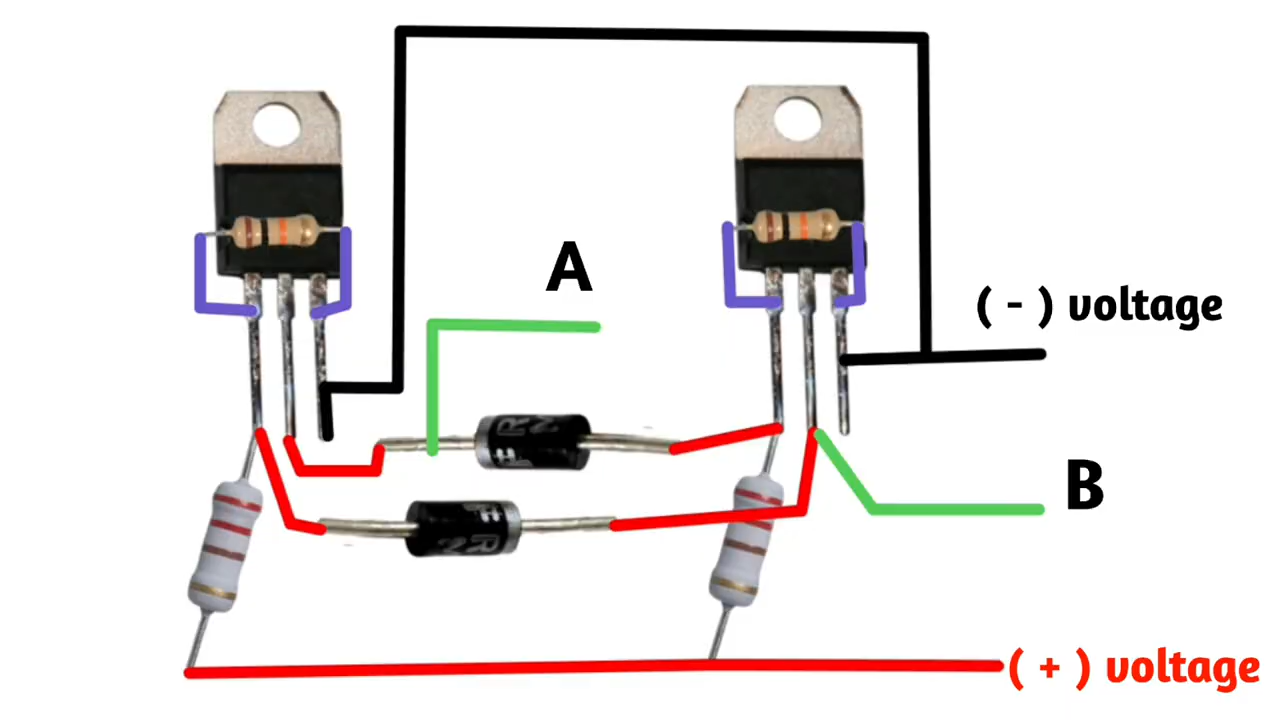 A
( - ) voltage
B
( + ) voltage